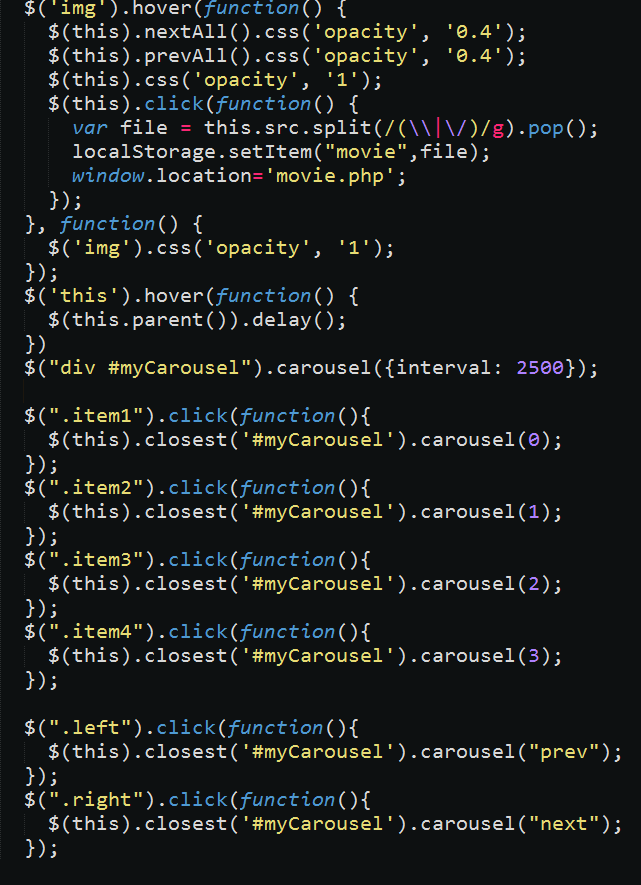 $('img').hover(function() {
  $(this).nextAll().css('opacity', '0.4');
  $(this).prevAll().css('opacity', '0.4');
  $(this).css('opacity', '1');
  $(this).click(function() {
    var file = this.src.split(/(\\|\/)/g).pop();
    localStorage.setItem("movie",file);
    window.location='movie.php';
  });
}, function() {
  $('img').css('opacity', '1');
});
$('this').hover(function() {
  $(this.parent()).delay();
})
$("div #myCarousel").carousel({interval: 2500});

$(".item1").click(function(){
  $(this).closest('#myCarousel').carousel(0);
});
$(".item2").click(function(){
  $(this).closest('#myCarousel').carousel(1);
});
$(".item3").click(function(){
  $(this).closest('#myCarousel').carousel(2);
});
$(".item4").click(function(){
  $(this).closest('#myCarousel').carousel(3);
});

$(".left").click(function(){
  $(this).closest('#myCarousel').carousel("prev");
});
$(".right").click(function(){
  $(this).closest('#myCarousel').carousel("next");
});